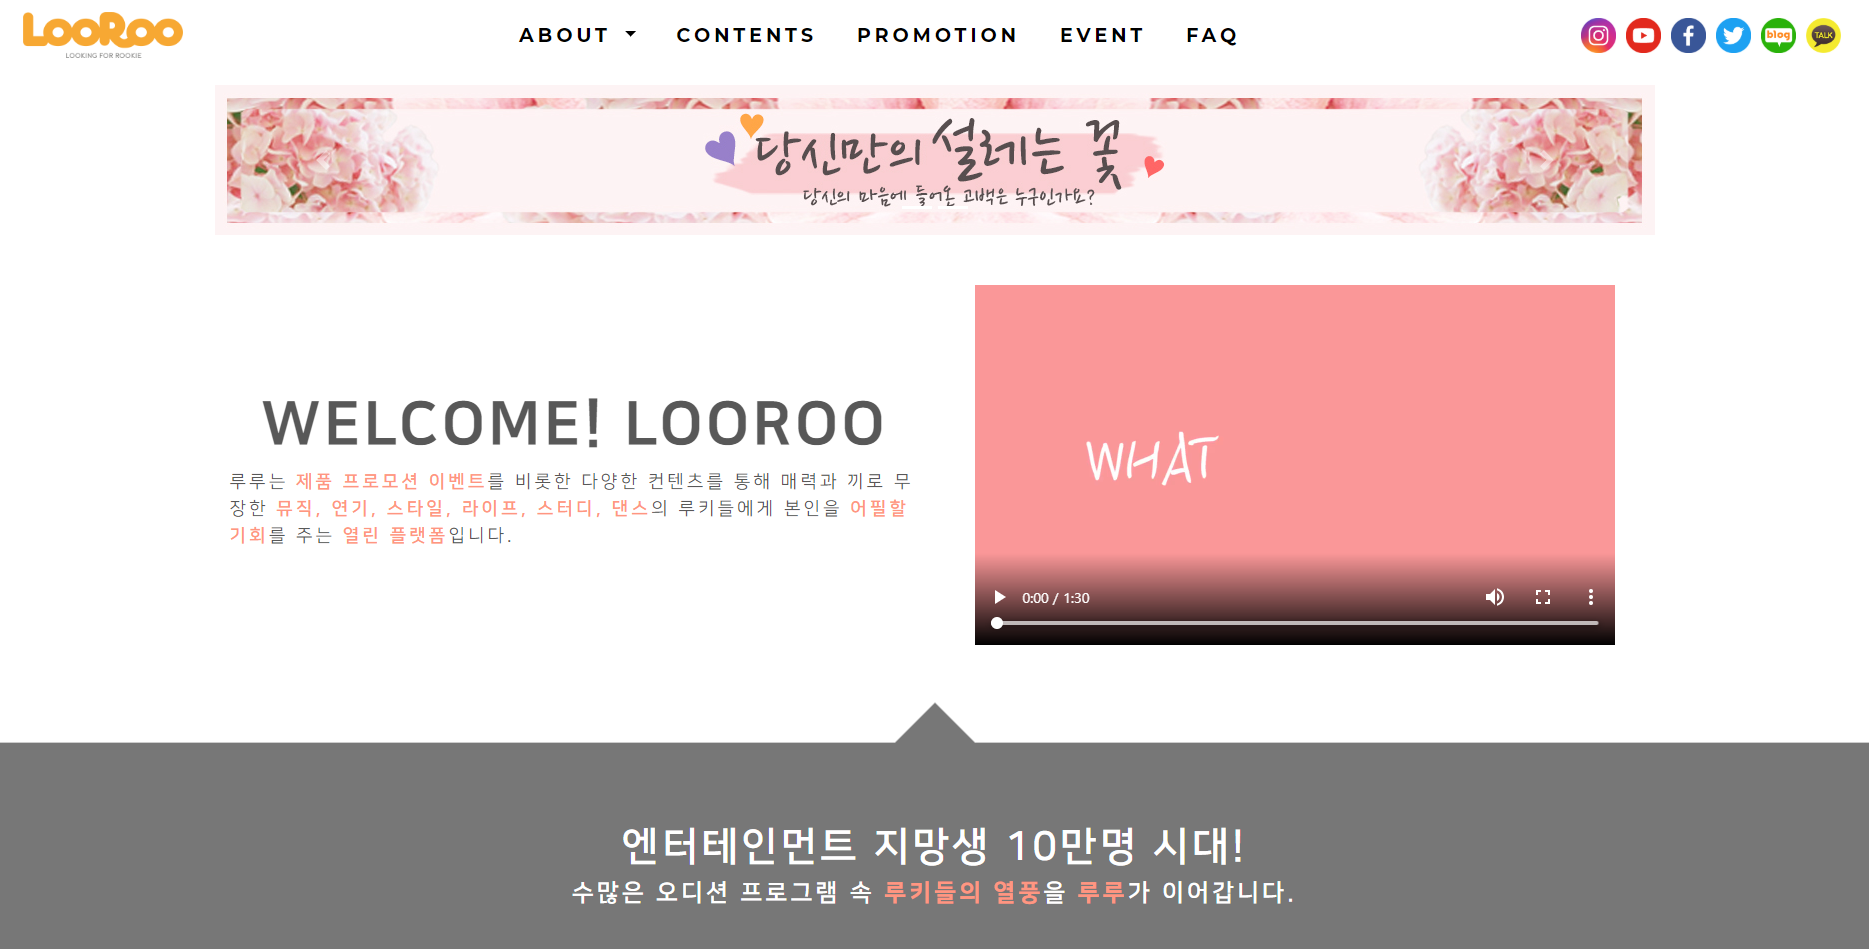 LOOROO
LOOKING FOR ROOKIE
ABOUT
CONTENTS
PROMOTION
EVENT
FAQ
blog
TALK
당신만의 설레는 꽃
당신의 마음에 들어온 고백은 누구인가요?
WELCOME! LOOROO
루루는 제품 프로모션 이벤트를 비롯한 다양한 컨텐츠를 통해 매력과 끼로 무
장한 뮤직, 연기, 스타일, 라이프, 스터디, 댄스의 루키들에게 본인을 어필할
기회를 주는 열린 플랫폼입니다.
WHAT
0:00 / 1:30
엔터테인먼트 지망생 10만명 시대!
수많은 오디션 프로그램 속 루키들의 열풍을 루루가 이어갑니다.